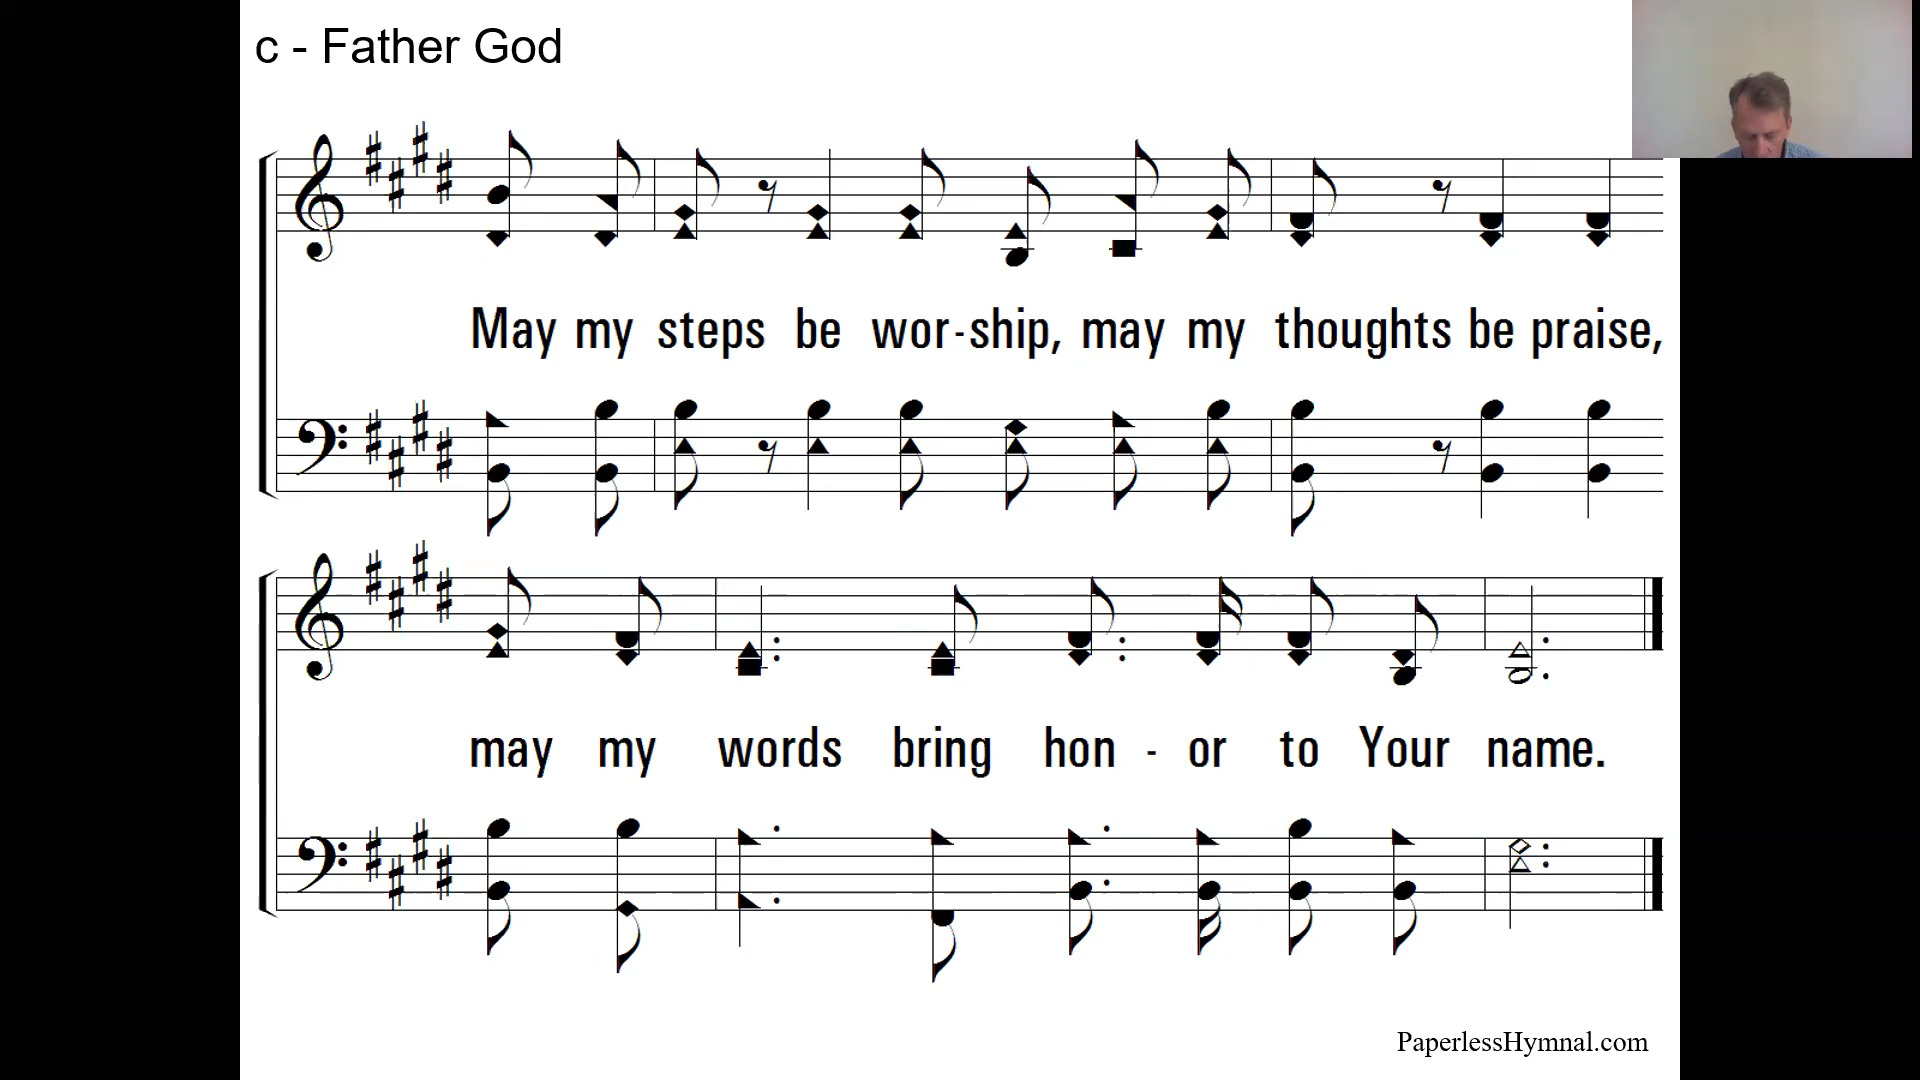 c - Father God
May my steps be wor-ship, may my thoughts be praise,
may my words bring hon - or to Your name.
PaperlessHymnal.com